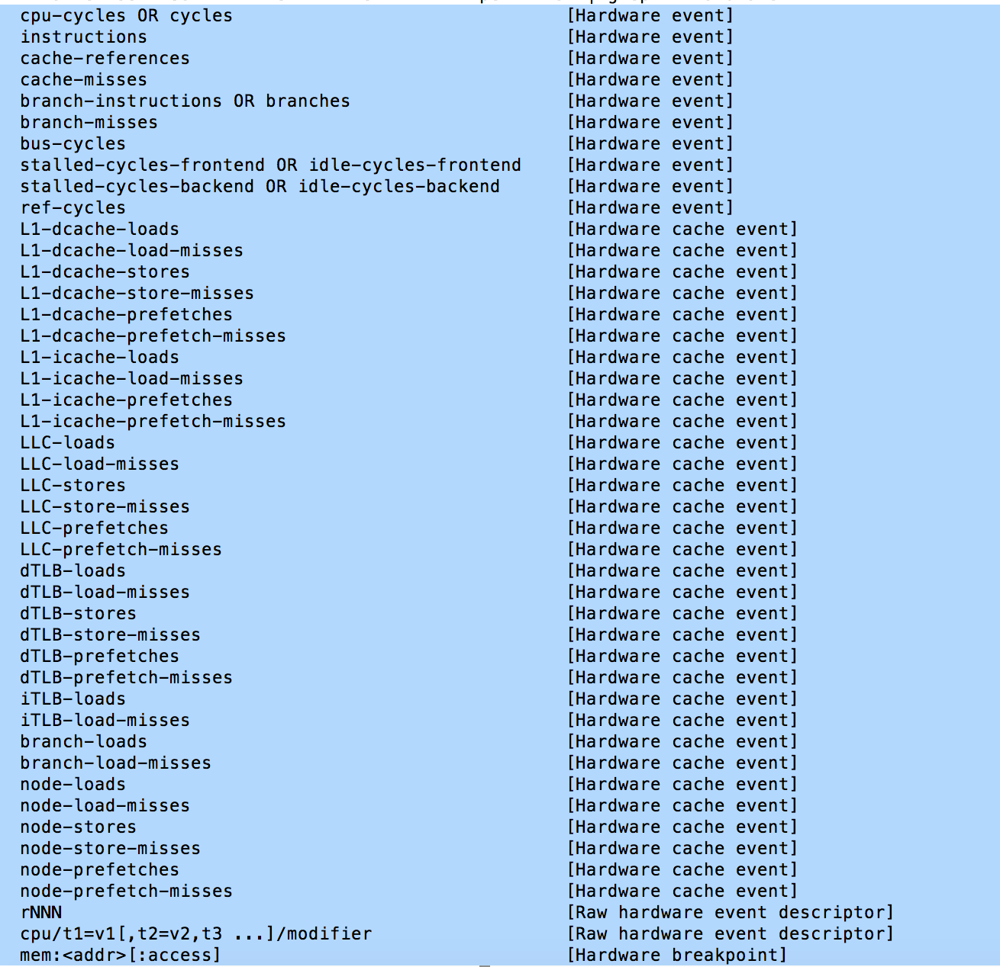 cpu-cycles OR cycles [Hardware event]
instructions [Hardware event]
cache-references [Hardware event]
cache-misses [Hardware event]
branch-instructions OR branches [Hardware event]
branch-misses [Hardware event]
bus-cycles [Hardware event]
stalled-cycles-frontend OR idle-cycles-frontend [Hardware event]
stalled-cycles-backend OR idle-cycles-backend [Hardware event]
ref-cycles [Hardware event]
L1-dcache-loads [Hardware cache event]
L1-dcache-load-misses [Hardware cache event]
L1-dcache-stores [Hardware cache event]
L1-dcache-store-misses [Hardware cache event]
L1-dcache-prefetches [Hardware cache event]
L1-dcache-prefetch-misses [Hardware cache event]
L1-icache-loads [Hardware cache event]
L1-icache-load-misses [Hardware cache event]
L1-icache-prefetches [Hardware cache event]
L1-icache-prefetch-misses [Hardware cache event]
LLC-loads [Hardware cache event]
LLC-load-misses [Hardware cache event]
LLC-stores [Hardware cache event]
LLC-store-misses [Hardware cache event]
LLC-prefetches [Hardware cache event]
LLC-prefetch-misses [Hardware cache event]
dTLB-loads [Hardware cache event]
dTLB-load-misses [Hardware cache event]
dTLB-stores [Hardware cache event]
dTLB-store-misses [Hardware cache event]
dTLB-prefetches [Hardware cache event]
dTLB-prefetch-misses [Hardware cache event]
iTLB-loads [Hardware cache event]
iTLB-load-misses [Hardware cache event]
branch-loads [Hardware cache event]
branch-load-misses [Hardware cache event]
node-loads [Hardware cache event]
node-load-misses [Hardware cache event]
node-stores [Hardware cache event]
node-store-misses [Hardware cache event]
node-prefetches [Hardware cache event]
node-prefetch-misses [Hardware cache event]
rNNN [Raw hardware event descriptor]
cpu/t1=v1[,t2=v2,t3 ...]/modifier [Raw hardware event descriptor]
mem:<addr>[:access] [Hardware breakpoint]